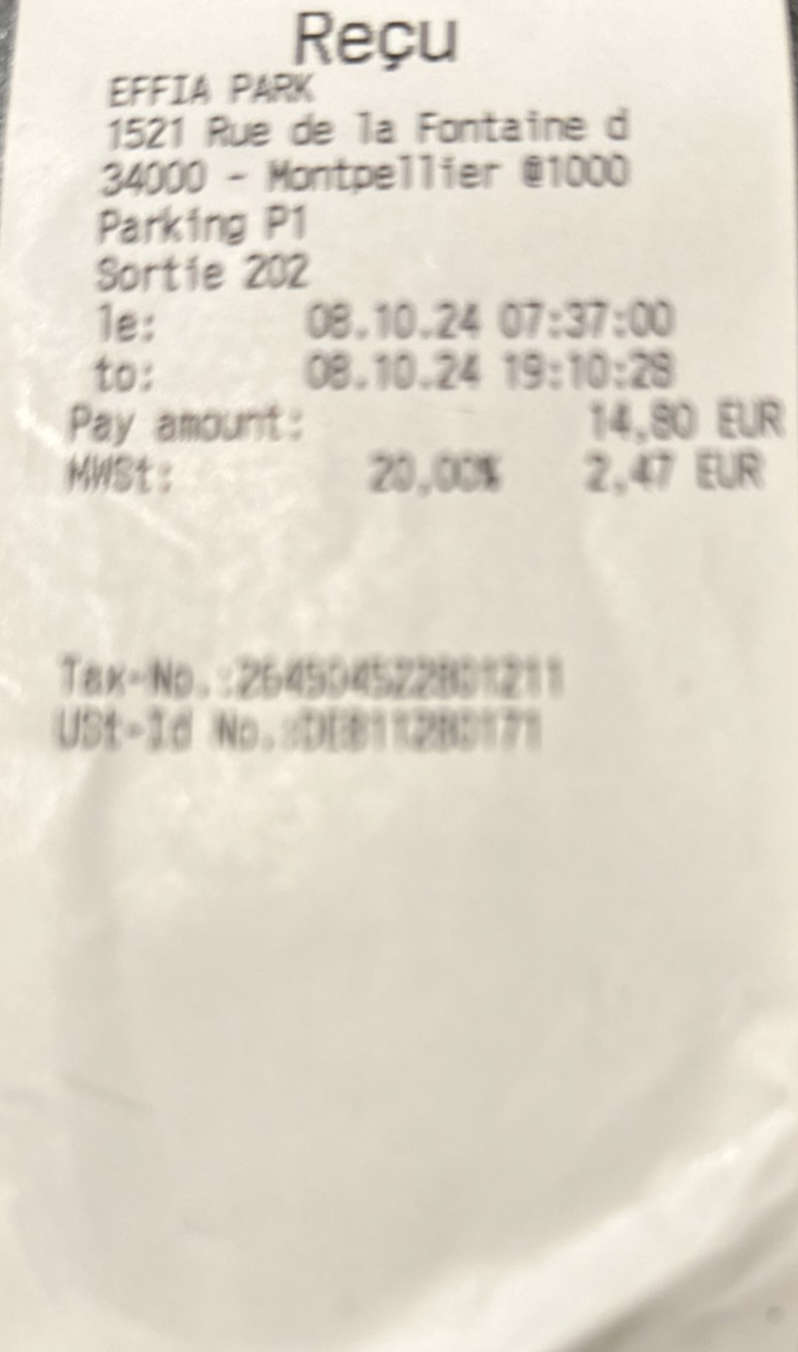 Reçu
EFFIA PARK
1521 Rue de la Fontaine d
34000 - Montpellier @1000
Parking P1
Sortie 202
le: 08.10.24 07:37:00
to: 08.10.24 19:10:28
Pay amount: 14,80 EUR
MWSt: 20,00% 2,47 EUR
Tax-No.:264504522801211
USt-Id No.:DE811280171